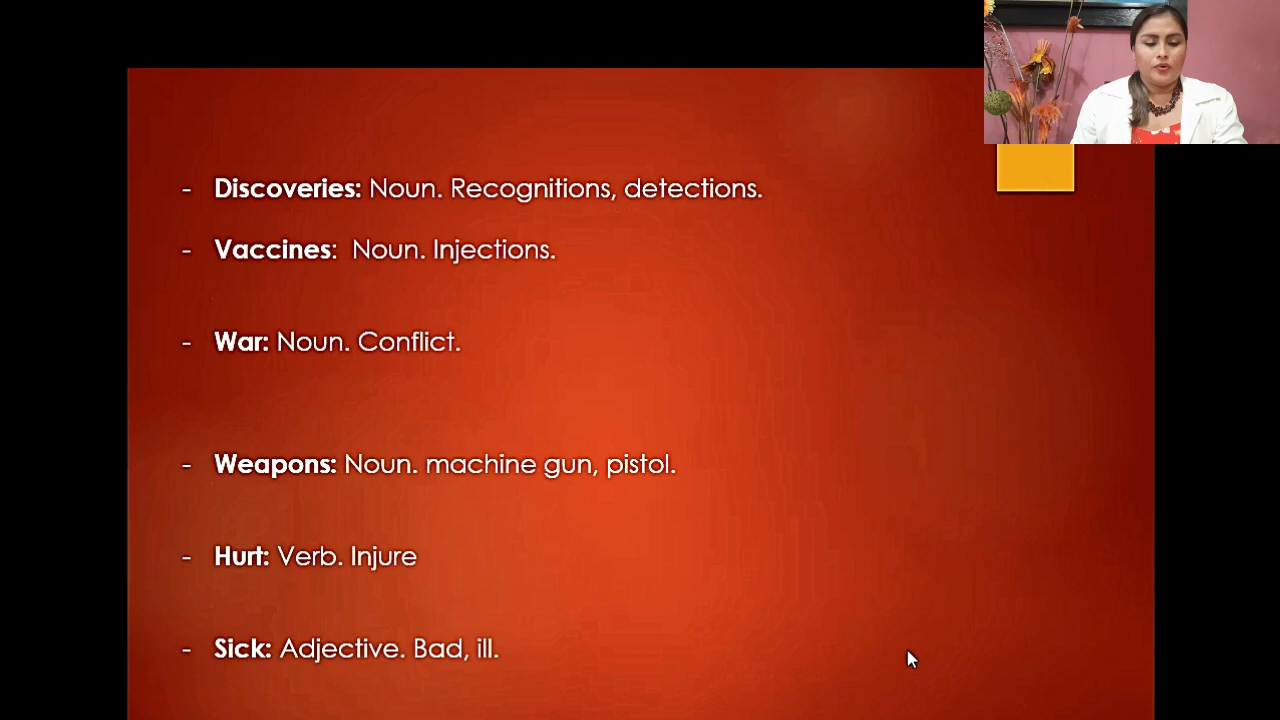 - Discoveries: Noun. Recognitions, detections.
- Vaccines:  Noun. Injections.
- War: Noun. Conflict.
- Weapons: Noun. machine gun, pistol.
- Hurt: Verb. Injure
- Sick: Adjective. Bad, ill.